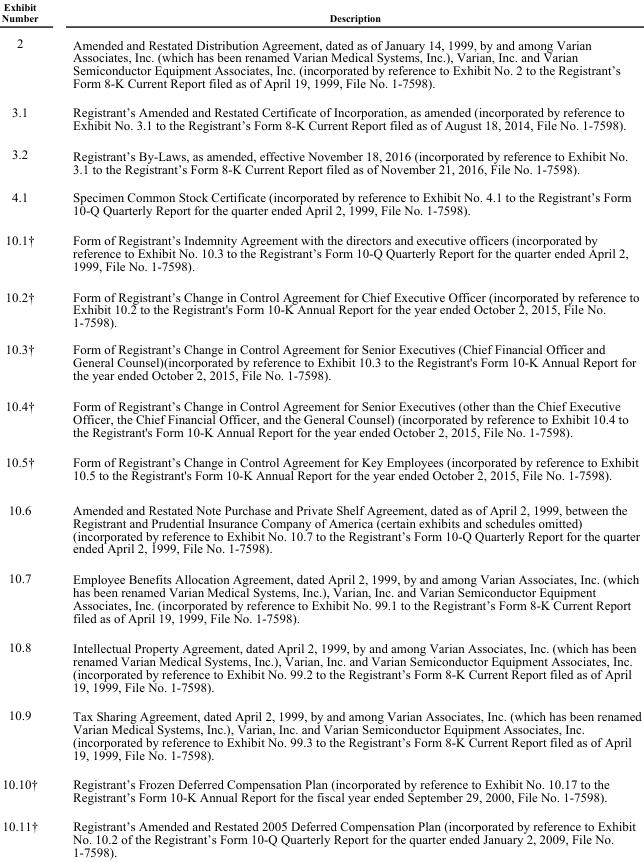 Exhibit
Number Description
2 Amended and Restated Distribution Agreement, dated as of January 14, 1999, by and among Varian
Associates, Inc. (which has been renamed Varian Medical Systems, Inc.), Varian, Inc. and Varian
Semiconductor Equipment Associates, Inc. (incorporated by reference to Exhibit No. 2 to the Registrant's
Form 8-K Current Report filed as of April 19, 1999, File No. 1-7598).
3.1 Registrant's Amended and Restated Certificate of Incorporation, as amended (incorporated by reference to
Exhibit No. 3.1 to the Registrant's Form 8-K Current Report filed as of August 18, 2014, File No. 1-7598).
3.2 Registrant's By-Laws, as amended, effective November 18, 2016 (incorporated by reference to Exhibit No.
3.1 to the Registrant's Form 8-K Current Report filed as of November 21, 2016, File No. 1-7598).
4.1 Specimen Common Stock Certificate (incorporated by reference to Exhibit No. 4.1 to the Registrant's Form
10-Q Quarterly Report for the quarter ended April 2, 1999, File No. 1-7598).
10.1† Form of Registrant's Indemnity Agreement with the directors and executive officers (incorporated by
reference to Exhibit No. 10.3 to the Registrant's Form 10-Q Quarterly Report for the quarter ended April 2,
1999, File No. 1-7598).
10.2† Form of Registrant's Change in Control Agreement for Chief Executive Officer (incorporated by reference to
Exhibit 10.2 to the Registrant's Form 10-K Annual Report for the year ended October 2, 2015, File No.
1-7598).
10.3† Form of Registrant's Change in Control Agreement for Senior Executives (Chief Financial Officer and
General Counsel)(incorporated by reference to Exhibit 10.3 to the Registrant's Form 10-K Annual Report for
the year ended October 2, 2015, File No. 1-7598).
10.4† Form of Registrant's Change in Control Agreement for Senior Executives (other than the Chief Executive
Officer, the Chief Financial Officer, and the General Counsel) (incorporated by reference to Exhibit 10.4 to
the Registrant's Form 10-K Annual Report for the year ended October 2, 2015, File No. 1-7598).
10.5† Form of Registrant's Change in Control Agreement for Key Employees (incorporated by reference to Exhibit
10.5 to the Registrant's Form 10-K Annual Report for the year ended October 2, 2015, File No. 1-7598).
10.6 Amended and Restated Note Purchase and Private Shelf Agreement, dated as of April 2, 1999, between the
Registrant and Prudential Insurance Company of America (certain exhibits and schedules omitted)
(incorporated by reference to Exhibit No. 10.7 to the Registrant's Form 10-Q Quarterly Report for the quarter
ended April 2, 1999, File No. 1-7598).
10.7 Employee Benefits Allocation Agreement, dated April 2, 1999, by and among Varian Associates, Inc. (which
has been renamed Varian Medical Systems, Inc.), Varian, Inc. and Varian Semiconductor Equipment
Associates, Inc. (incorporated by reference to Exhibit No. 99.1 to the Registrant's Form 8-K Current Report
filed as of April 19, 1999, File No. 1-7598).
10.8 Intellectual Property Agreement, dated April 2, 1999, by and among Varian Associates, Inc. (which has been
renamed Varian Medical Systems, Inc.), Varian, Inc. and Varian Semiconductor Equipment Associates, Inc.
(incorporated by reference to Exhibit No. 99.2 to the Registrant's Form 8-K Current Report filed as of April
19, 1999, File No. 1-7598).
10.9 Tax Sharing Agreement, dated April 2, 1999, by and among Varian Associates, Inc. (which has been renamed
Varian Medical Systems, Inc.), Varian, Inc. and Varian Semiconductor Equipment Associates, Inc.
(incorporated by reference to Exhibit No. 99.3 to the Registrant's Form 8-K Current Report filed as of April
19, 1999, File No. 1-7598).
10.10† Registrant's Frozen Deferred Compensation Plan (incorporated by reference to Exhibit No. 10.17 to the
Registrant's Form 10-K Annual Report for the fiscal year ended September 29, 2000, File No. 1-7598).
10.11† Registrant's Amended and Restated 2005 Deferred Compensation Plan (incorporated by reference to Exhibit
No. 10.2 of the Registrant's Form 10-Q Quarterly Report for the quarter ended January 2, 2009, File No.
1-7598).